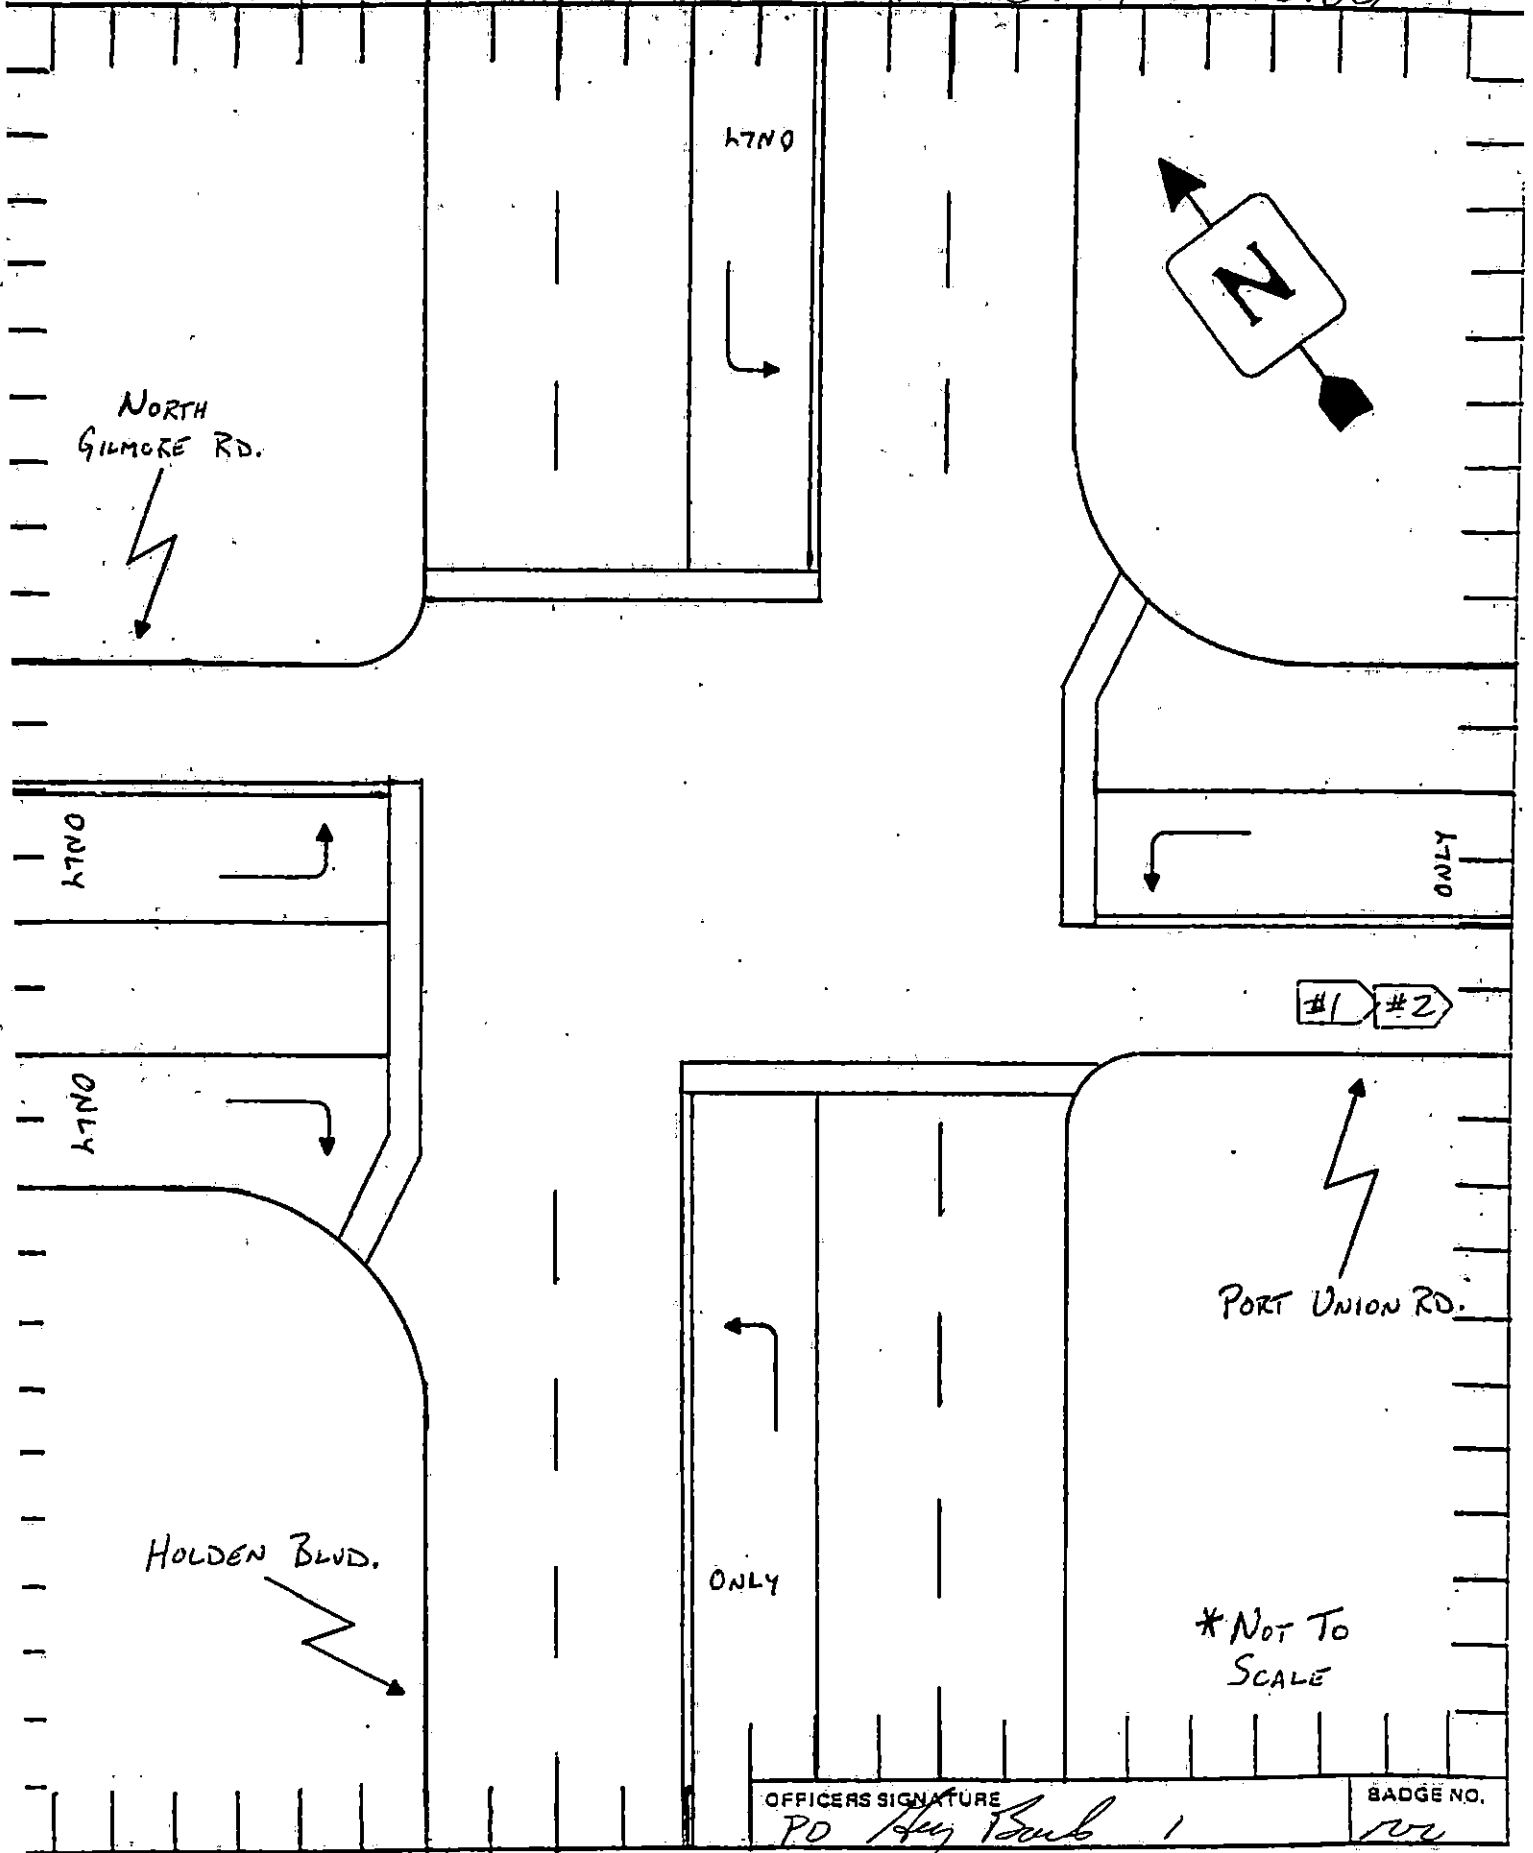 ONLY
N
NORTH
GILMORE RD.
ONLY
ONLY
#1 #2
ONLY
PORT UNION RD.
HOLDEN BLVD.
ONLY
* NOT TO
SCALE
OFFICERS SIGNATURE
BADGE NO.
PO